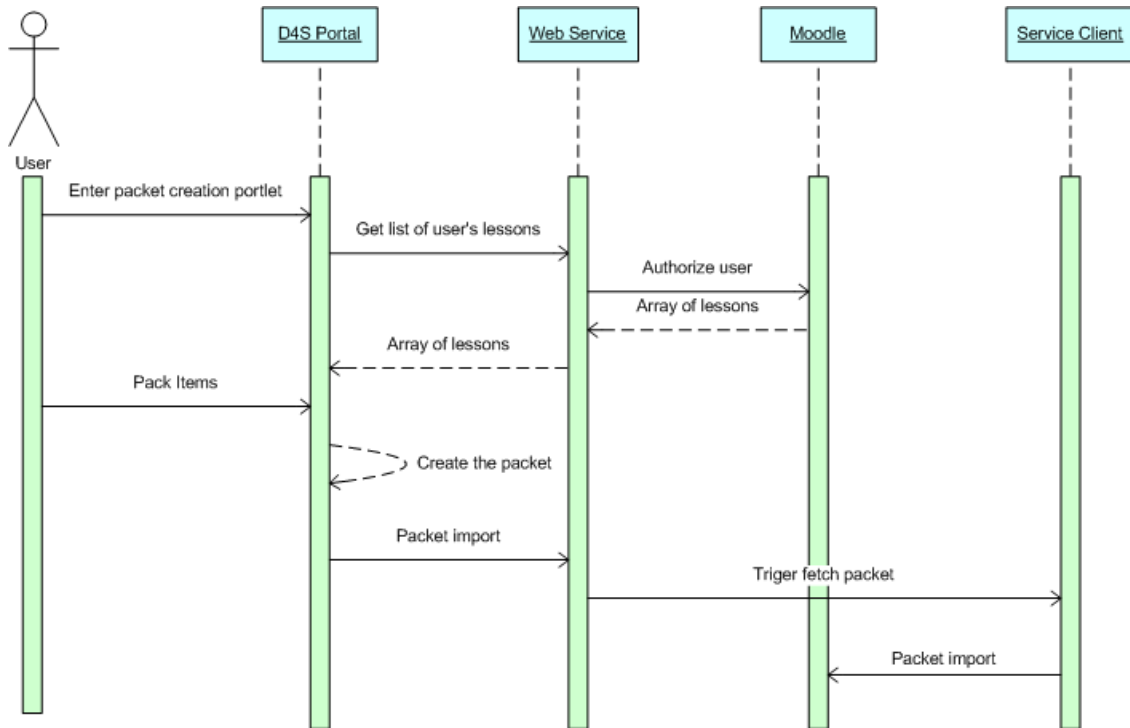 D4S Portal
Web Service
Moodle
Service Client
User
Enter packet creation portlet
Get list of user's lessons
Authorize user
Array of lessons
Array of lessons
Pack Items
Create the packet
Packet import
Triger fetch packet
Packet import